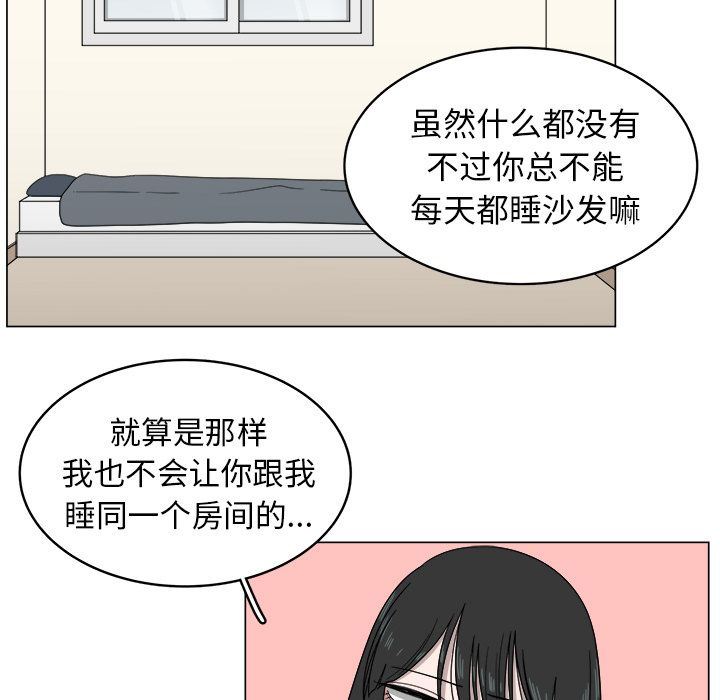 虽然什么都没有
不过你总不能
每天都睡沙发嘛
就算是那样
我也不会让你跟我
睡同一个房间的...